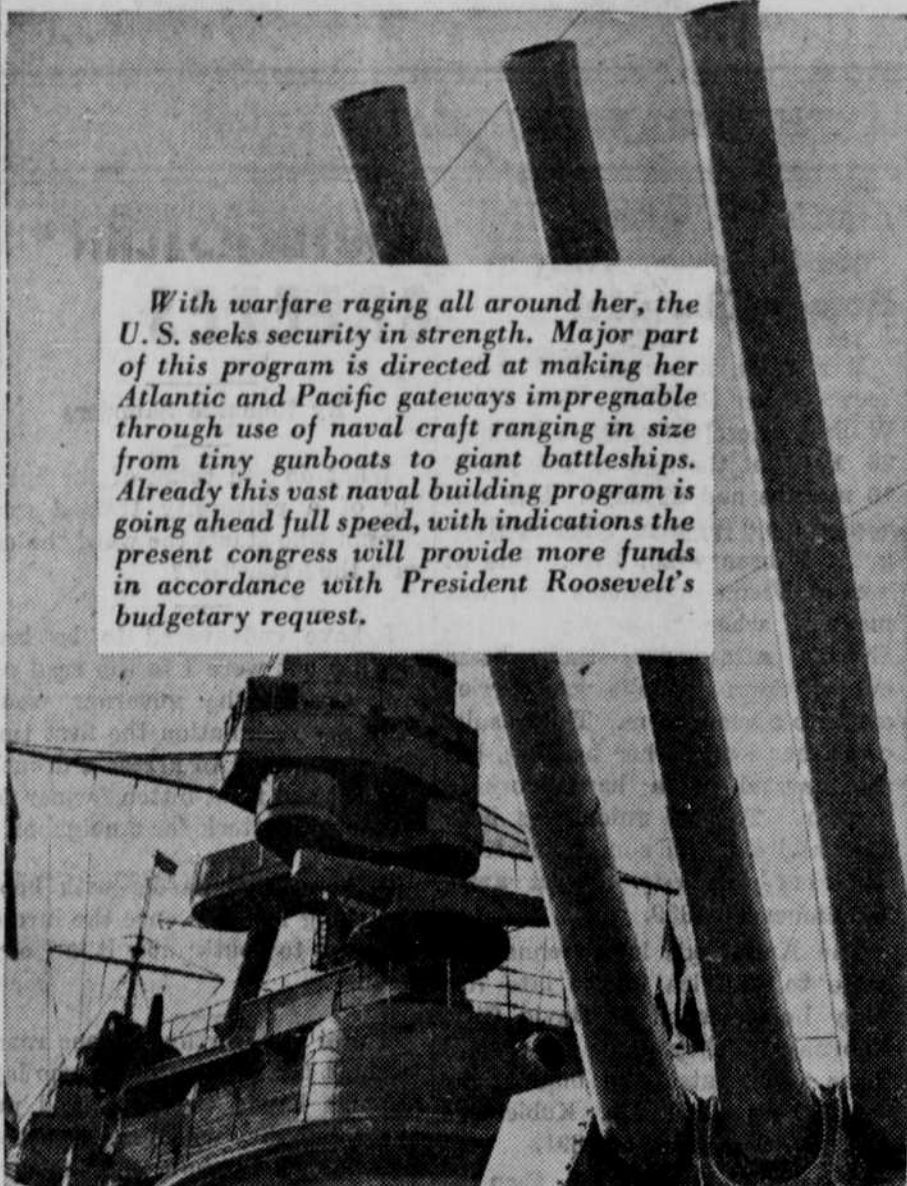 With warfare raging all around her, the
U. S. seeks security in strength. Major part
of this program is directed at making her
Atlantic and Pacific gateways impregnable
through use of naval craft ranging in size
from tiny gunboats to giant battleships.
Already this vast naval building program is
going ahead full speed, with indications the
present congress will provide more funds
in accordance with President Roosevelt's
budgetary request.